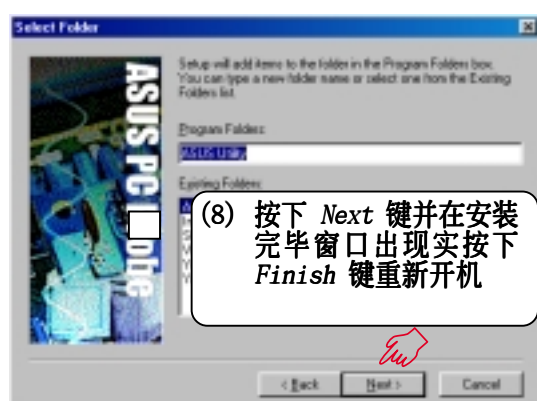 Select Folder
ASUS PC Probe
Setup will add items to the folder in the Program Folders box.
You can type a new folder name or select one from the Existing
Folders list.
Program Folders:
ASUS Utility
Existing Folders:
(8) 按下 Next 键并在安装
完毕窗口出现实按下
Finish 键重新开机
< Back
Next >
Cancel